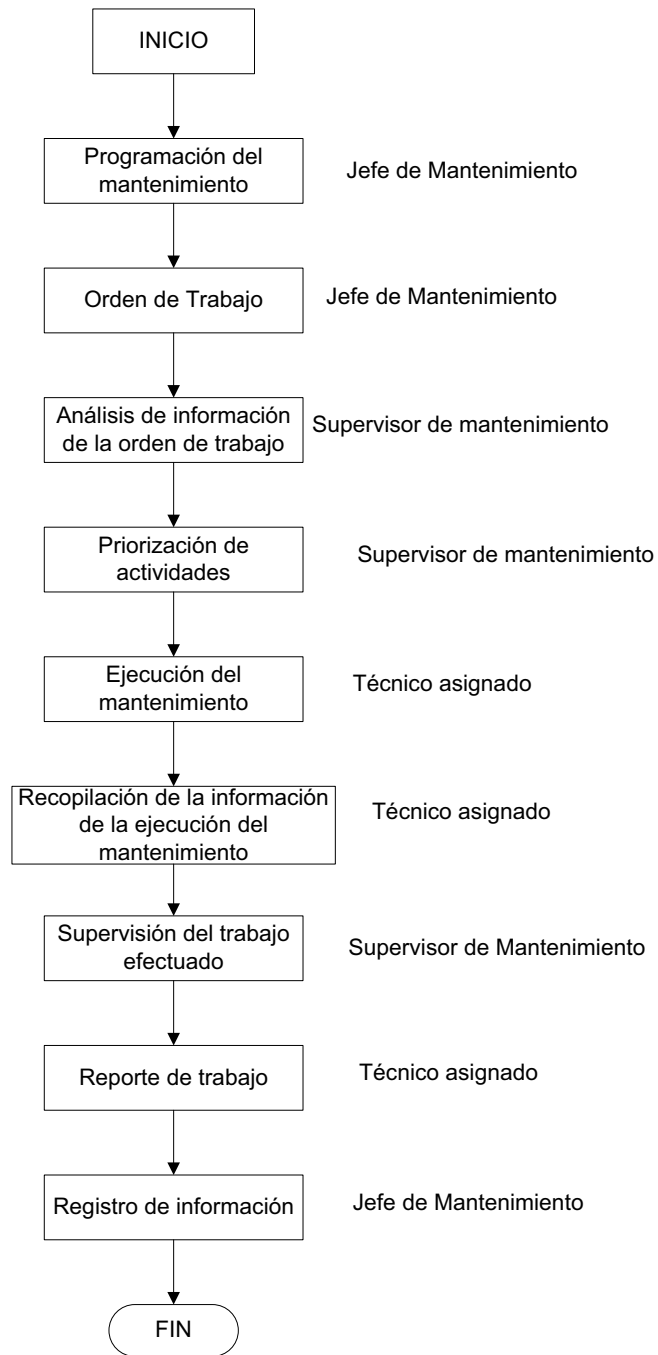 INICIO
Programación del
mantenimiento
Jefe de Mantenimiento
Orden de Trabajo
Jefe de Mantenimiento
Análisis de información
de la orden de trabajo
Supervisor de mantenimiento
Priorización de
actividades
Supervisor de mantenimiento
Ejecución del
mantenimiento
Técnico asignado
Recopilación de la información
de la ejecución del
mantenimiento
Técnico asignado
Supervisión del trabajo
efectuado
Supervisor de Mantenimiento
Reporte de trabajo
Técnico asignado
Registro de información
Jefe de Mantenimiento
FIN